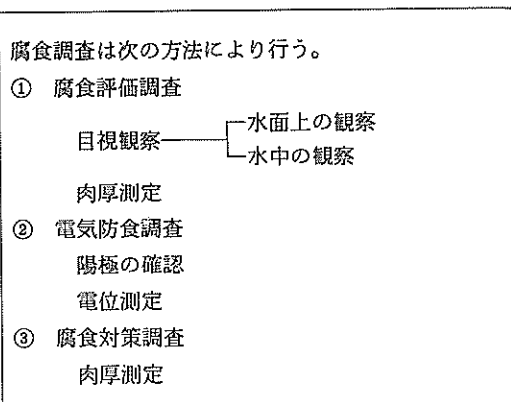 腐食調査は次の方法により行う。
① 腐食評価調査
水面上の観察
目視観察
水中の観察
肉厚測定
② 電気防食調査
陽極の確認
電位測定
③ 腐食対策調査
肉厚測定